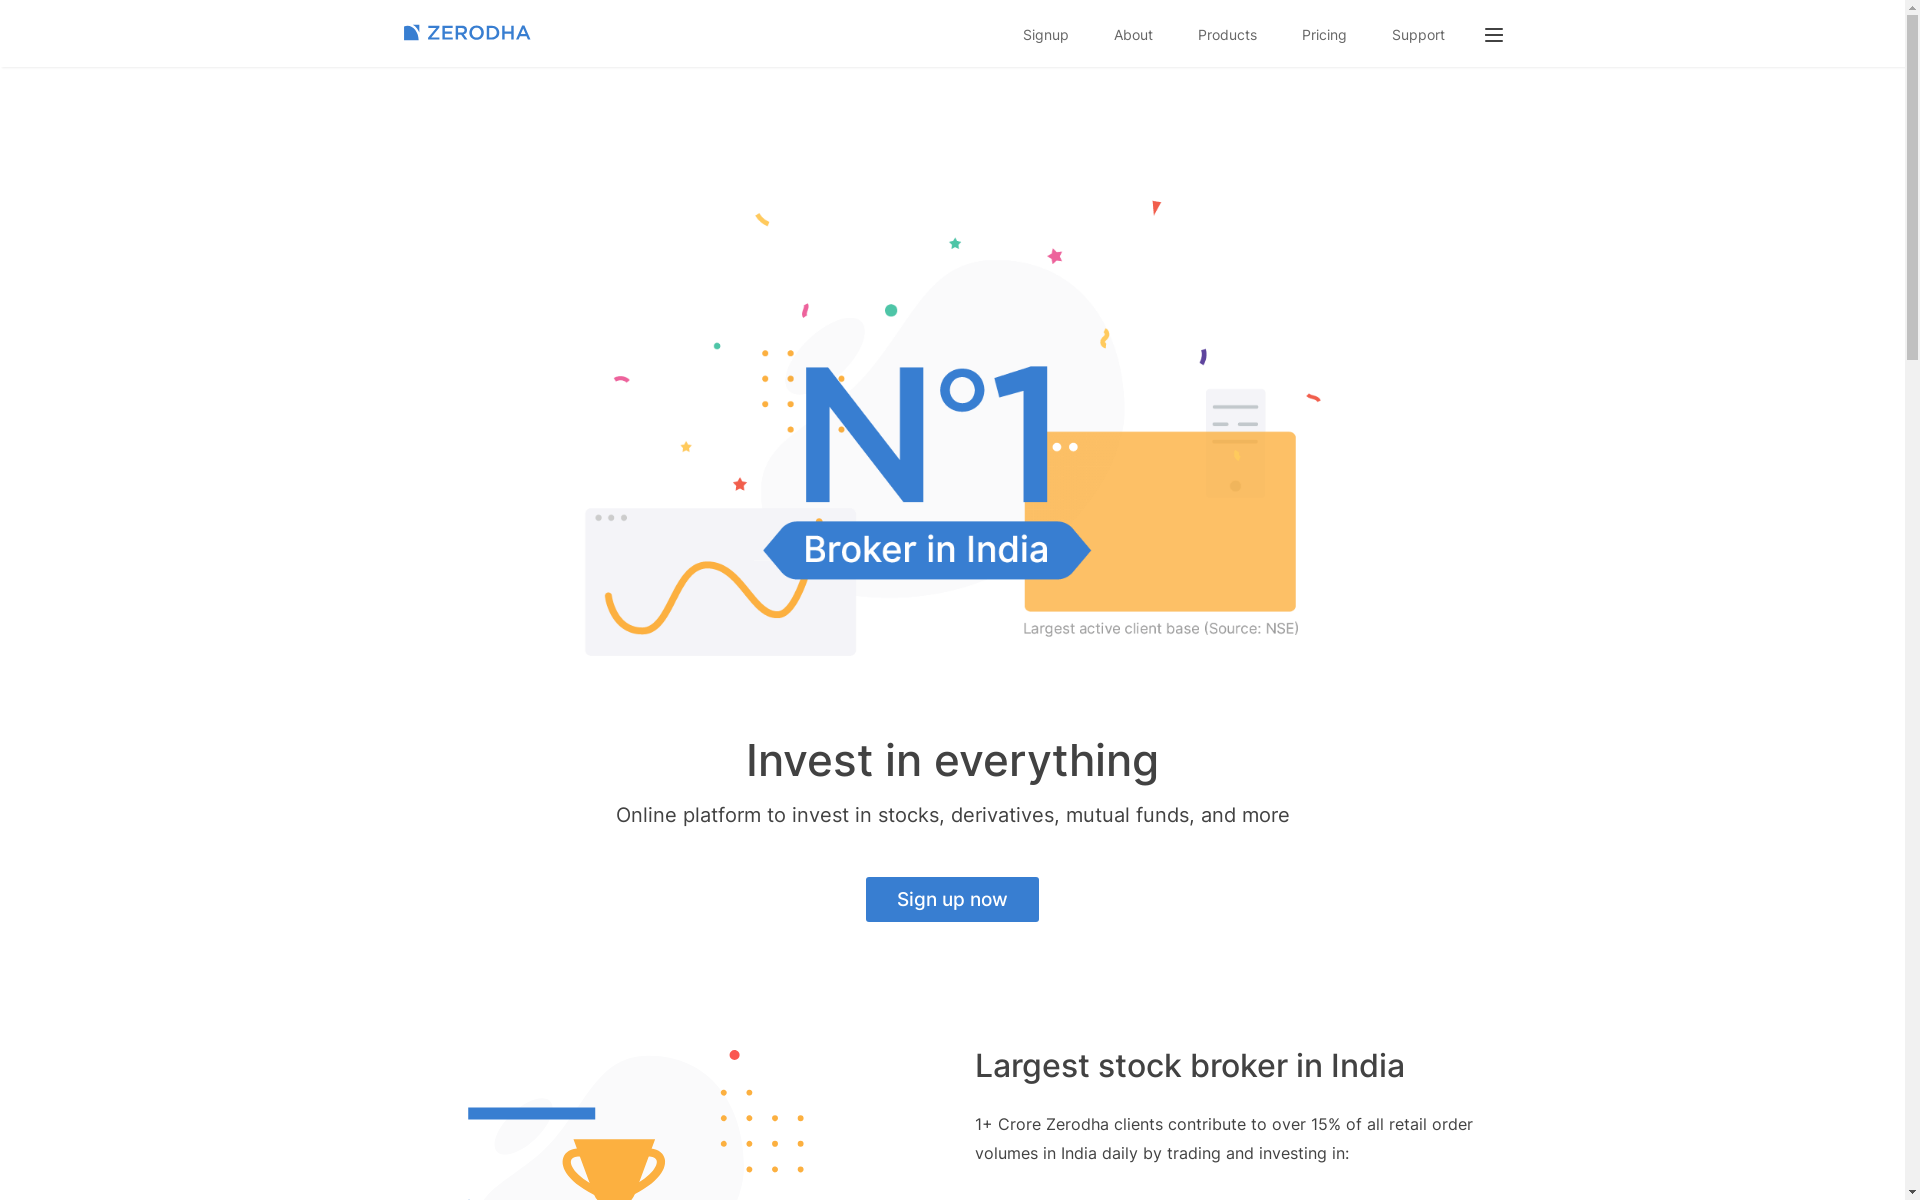 ZERODHA
Signup
About
Products
Pricing
Support
N°1
Broker in India
Largest active client base (Source: NSE)
Invest in everything
Online platform to invest in stocks, derivatives, mutual funds, and more
Sign up now
Largest stock broker in India
1+ Crore Zerodha clients contribute to over 15% of all retail order
volumes in India daily by trading and investing in: